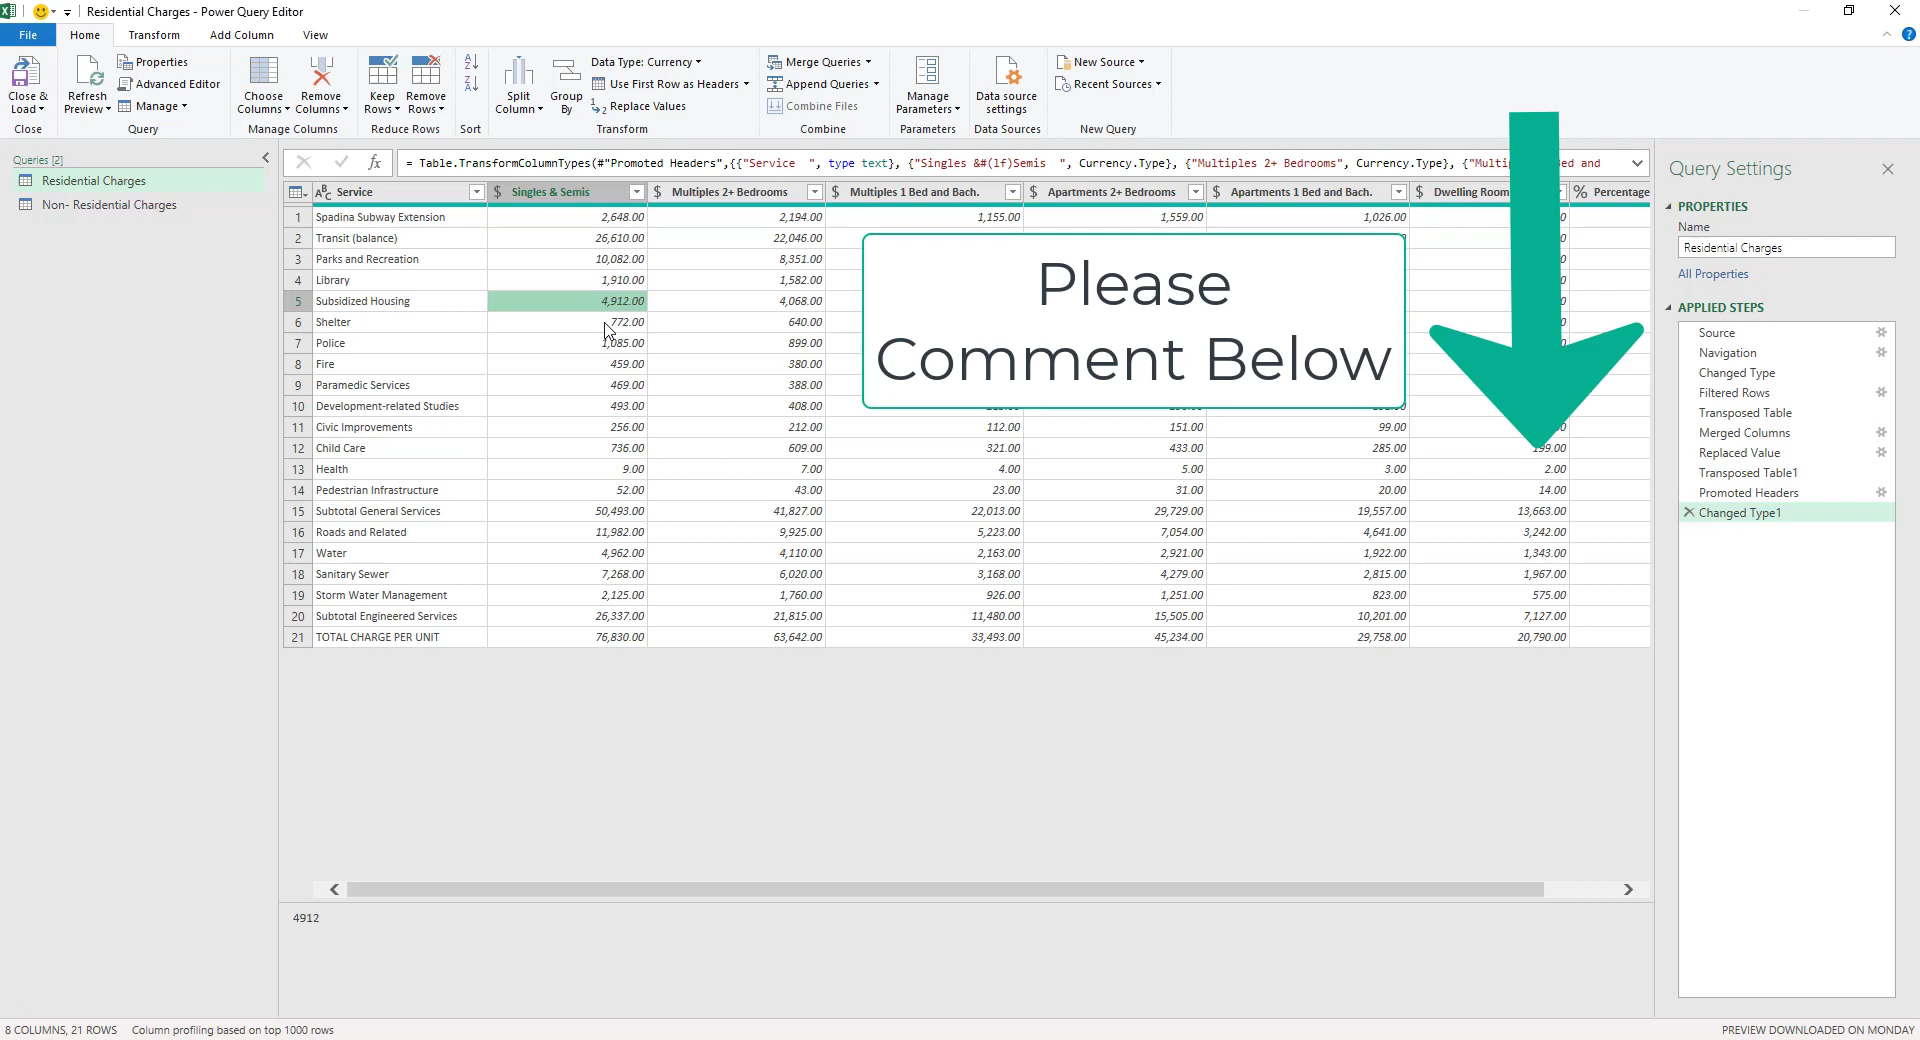 Residential Charges - Power Query Editor
File Home Transform Add Column View
Close & Load
Close
Refresh Preview
Properties
Advanced Editor
Manage
Query
Choose Columns
Remove Columns
Manage Columns
Keep Rows
Remove Rows
Reduce Rows
Sort
Split Column
Group By
Data Type: Currency
Use First Row as Headers
Replace Values
Transform
Merge Queries
Append Queries
Combine Files
Combine
Manage Parameters
Parameters
Data source settings
Data Sources
New Source
Recent Sources
New Query
Queries [2]
Residential Charges
Non- Residential Charges
= Table.TransformColumnTypes(#"Promoted Headers",{{"Service  ", type text}, {"Singles &#(lf)Semis  ", Currency.Type}, {"Multiples 2+ Bedrooms", Currency.Type}, {"Multip
Service Singles & Semis Multiples 2+ Bedrooms Multiples 1 Bed and Bach. Apartments 2+ Bedrooms Apartments 1 Bed and Bach. Dwelling Room % Percentage
1 Spadina Subway Extension 2,648.00 2,194.00 1,155.00 1,559.00 1,026.00
2 Transit (balance) 26,610.00 22,046.00
3 Parks and Recreation 10,082.00 8,351.00
4 Library 1,910.00 1,582.00
5 Subsidized Housing 4,912.00 4,068.00
6 Shelter 772.00 640.00
7 Police 1,085.00 899.00
8 Fire 459.00 380.00
9 Paramedic Services 469.00 388.00
10 Development-related Studies 493.00 408.00
11 Civic Improvements 256.00 212.00 112.00 151.00 99.00
12 Child Care 736.00 609.00 321.00 433.00 285.00 199.00
13 Health 9.00 7.00 4.00 5.00 3.00 2.00
14 Pedestrian Infrastructure 52.00 43.00 23.00 31.00 20.00 14.00
15 Subtotal General Services 50,493.00 41,827.00 22,013.00 29,729.00 19,557.00 13,663.00
16 Roads and Related 11,982.00 9,925.00 5,223.00 7,054.00 4,641.00 3,242.00
17 Water 4,962.00 4,110.00 2,163.00 2,921.00 1,922.00 1,343.00
18 Sanitary Sewer 7,268.00 6,020.00 3,168.00 4,279.00 2,815.00 1,967.00
19 Storm Water Management 2,125.00 1,760.00 926.00 1,251.00 823.00 575.00
20 Subtotal Engineered Services 26,337.00 21,815.00 11,480.00 15,505.00 10,201.00 7,127.00
21 TOTAL CHARGE PER UNIT 76,830.00 63,642.00 33,493.00 45,234.00 29,758.00 20,790.00
Please
Comment Below
Query Settings
PROPERTIES
Name
Residential Charges
All Properties
APPLIED STEPS
Source
Navigation
Changed Type
Filtered Rows
Transposed Table
Merged Columns
Replaced Value
Transposed Table1
Promoted Headers
Changed Type1
4912
8 COLUMNS, 21 ROWS Column profiling based on top 1000 rows
PREVIEW DOWNLOADED ON MONDAY